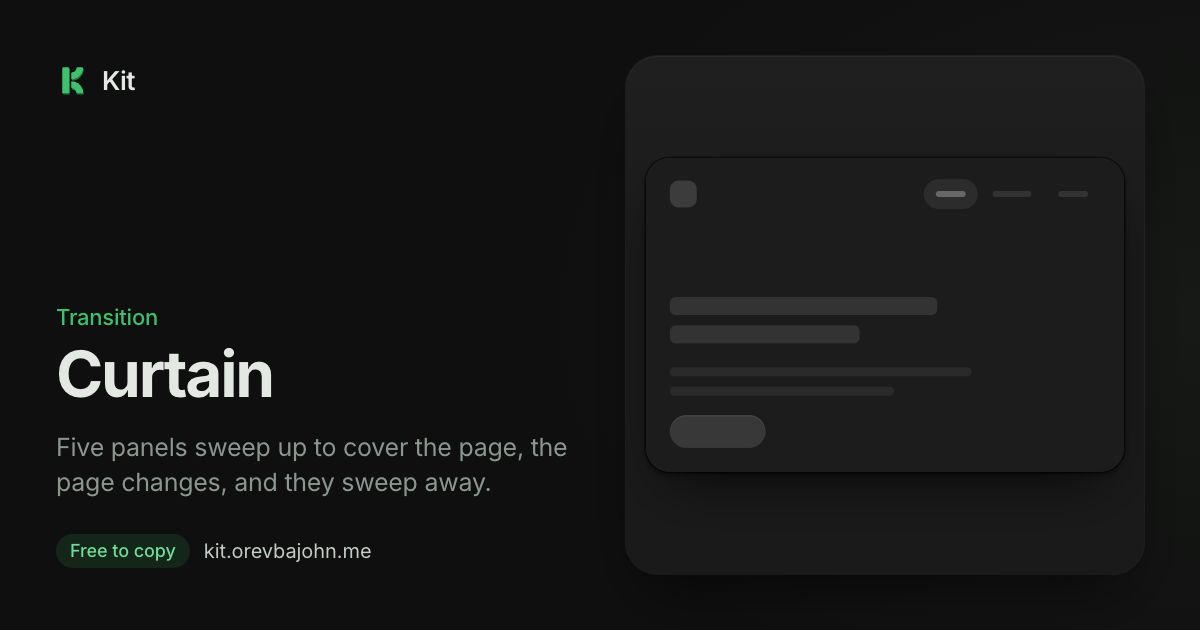 Kit
Transition
Curtain
Five panels sweep up to cover the page, the
page changes, and they sweep away.
Free to copy
kit.orevbajohn.me